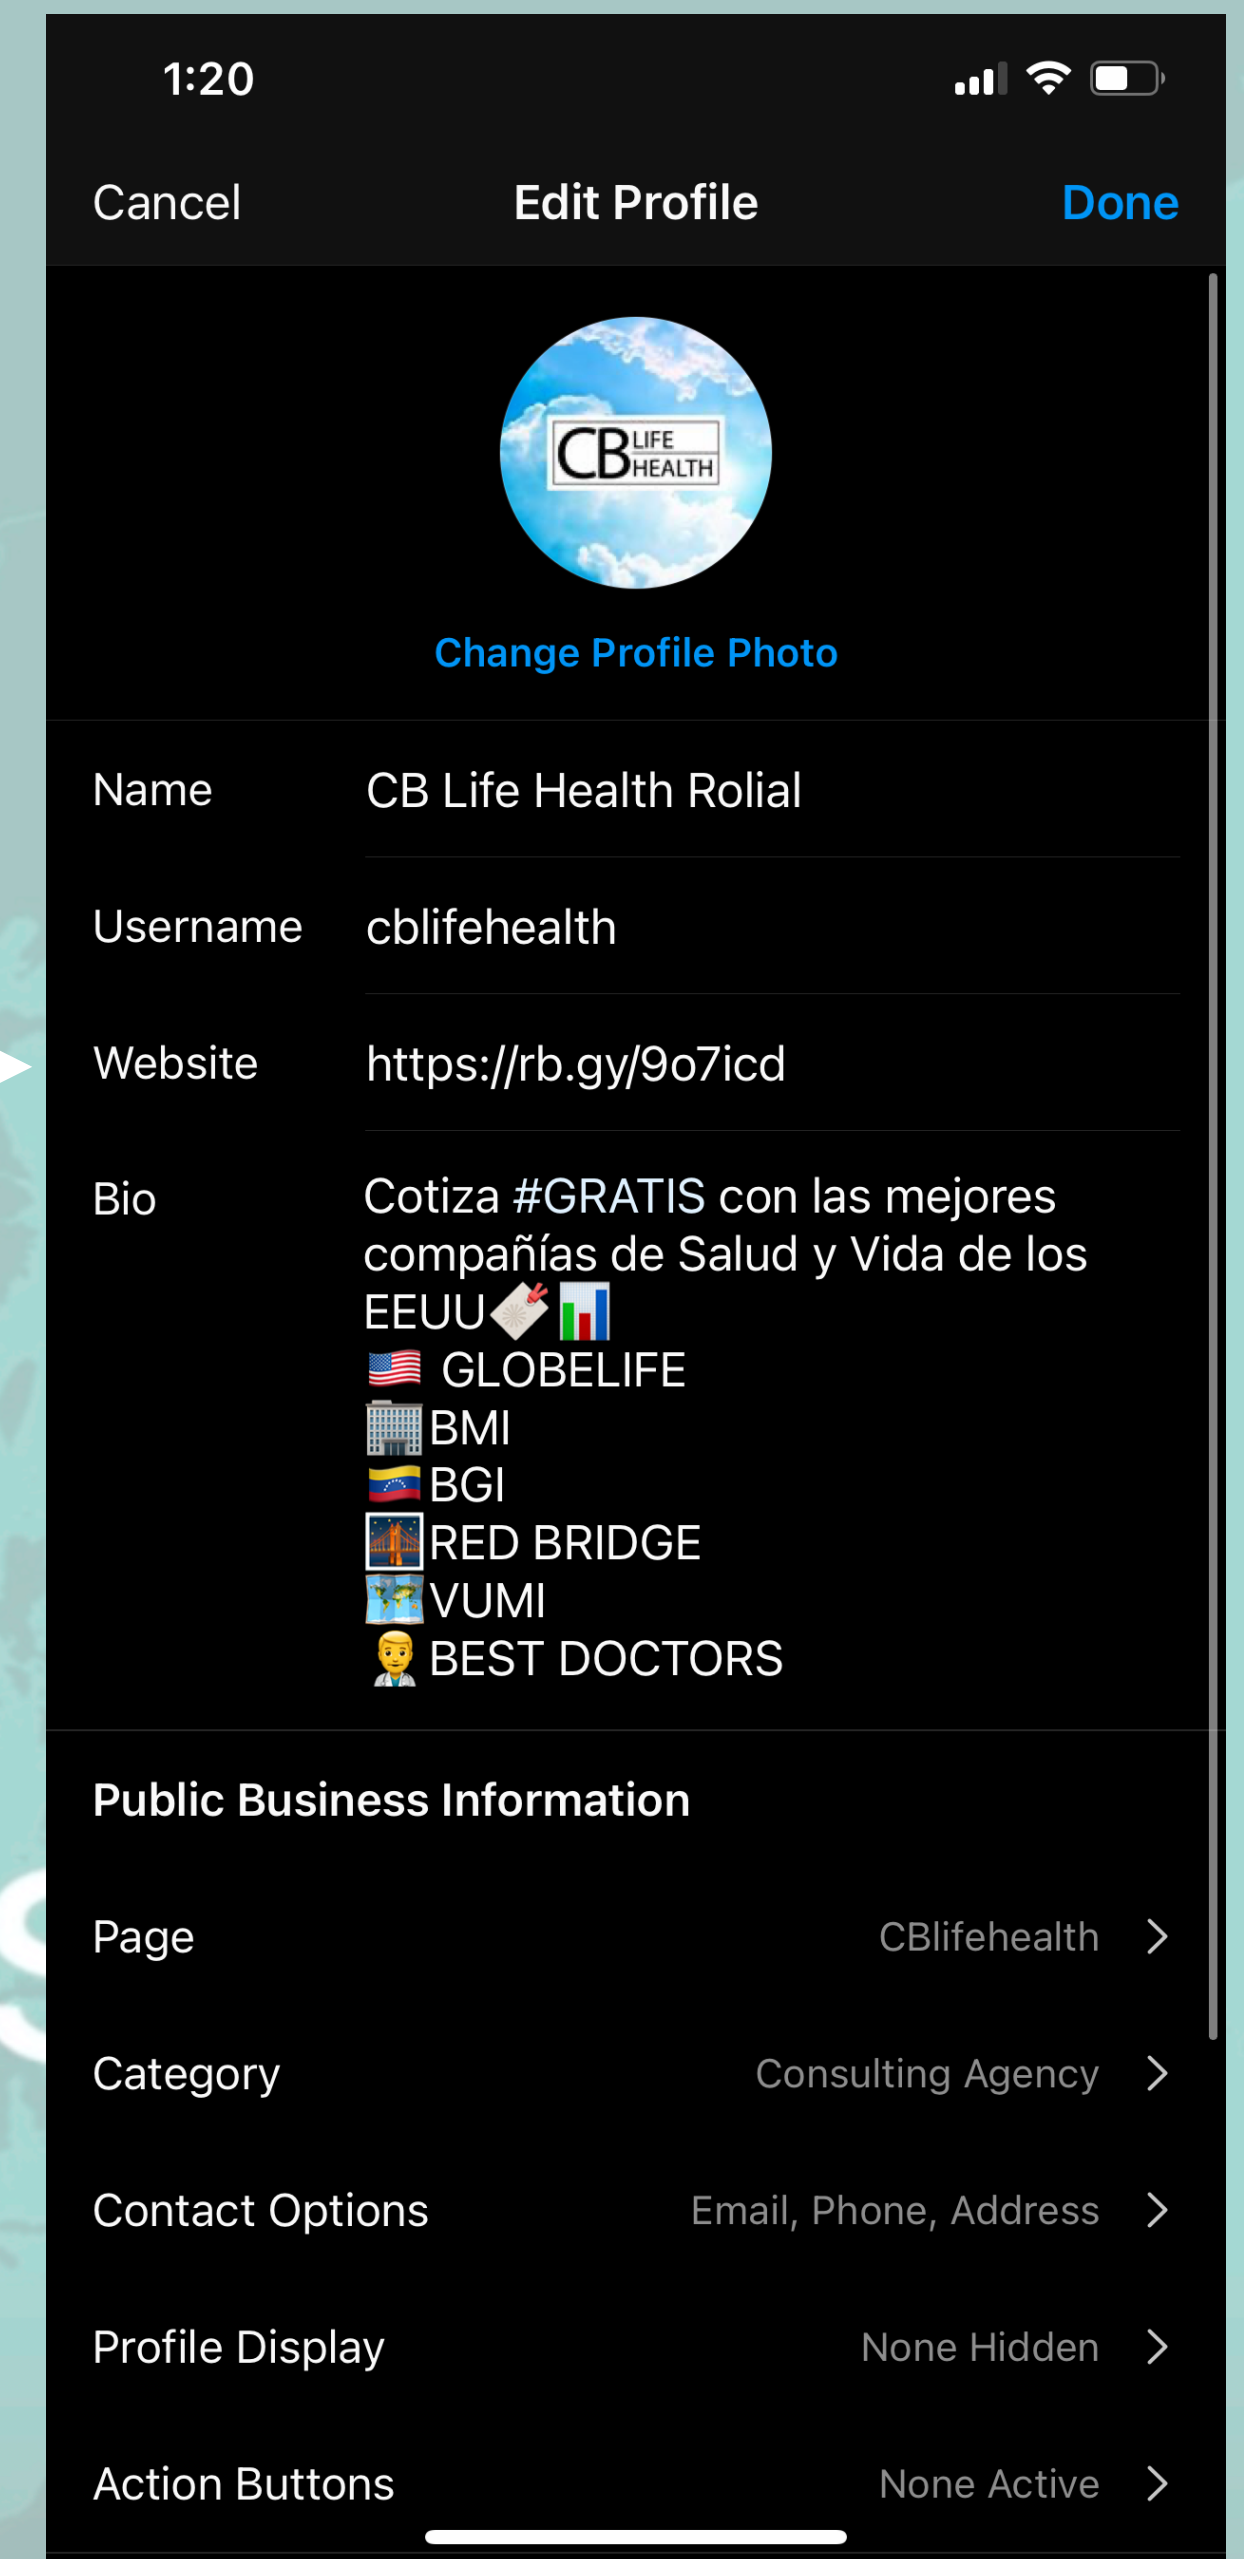 1:20
Cancel Edit Profile Done
CB LIFE HEALTH
Change Profile Photo
Name CB Life Health Rolial
Username cblifehealth
Website https://rb.gy/9o7icd
Bio Cotiza #GRATIS con las mejores
compañías de Salud y Vida de los
EEUU🏷️📊
🇺🇸 GLOBELIFE
🏢BMI
🇻🇪BGI
🌉RED BRIDGE
🗺️VUMI
👨‍⚕️BEST DOCTORS
Public Business Information
Page CBlifehealth
Category Consulting Agency
Contact Options Email, Phone, Address
Profile Display None Hidden
Action Buttons None Active